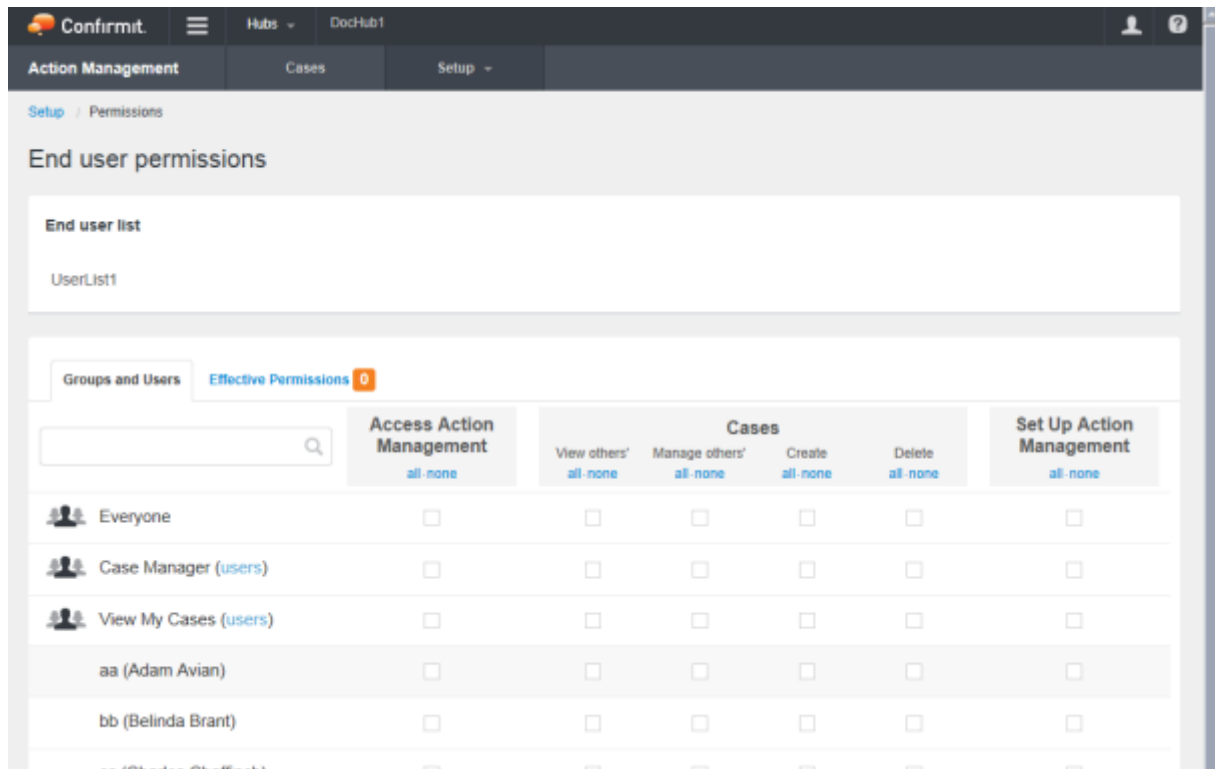 Confirmit. Hubs DocHub1
Action Management Cases Setup
Setup / Permissions
End user permissions
End user list
UserList1
Groups and Users Effective Permissions 0
Access Action Management Cases Set Up Action Management
View others' Manage others' Create Delete
all-none all-none all-none all-none all-none all-none
Everyone
Case Manager (users)
View My Cases (users)
aa (Adam Avian)
bb (Belinda Brant)